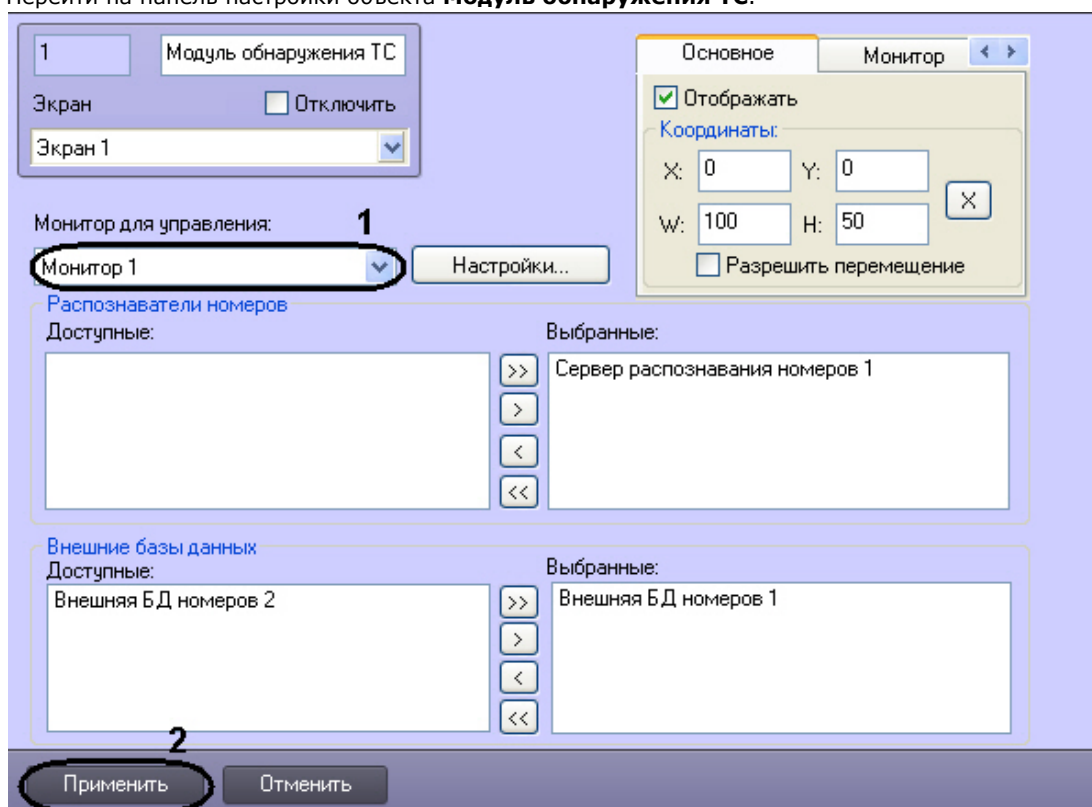 Перейти на панель настройки объекта Модуль обнаружения ТС.
1
Модуль обнаружения ТС
Экран
Отключить
Экран 1
Основное
Монитор
Отображать
Координаты:
X: 0 Y: 0
W: 100 H: 50
X
Разрешить перемещение
Монитор для управления:
1
Монитор 1
Настройки...
Распознаватели номеров
Доступные:
Выбранные:
Сервер распознавания номеров 1
>>
>
<
<<
Внешние базы данных
Доступные:
Выбранные:
Внешняя БД номеров 2
Внешняя БД номеров 1
>>
>
<
<<
2
Применить
Отменить